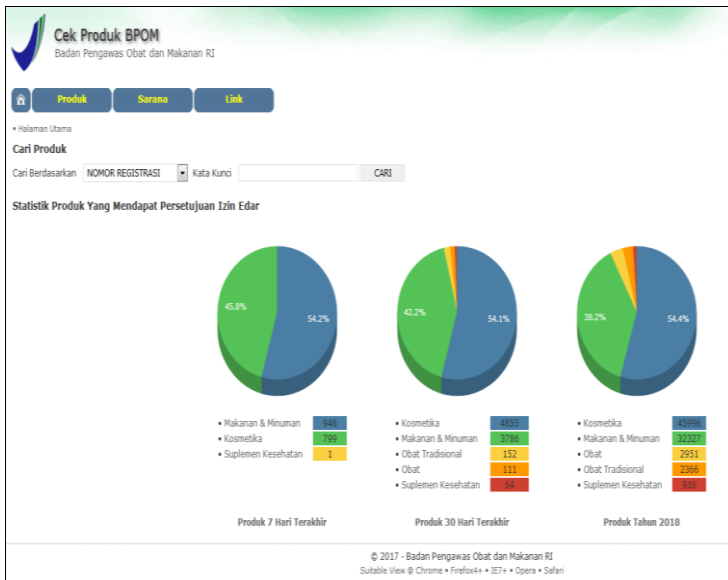 Cek Produk BPOM
Badan Pengawas Obat dan Makanan RI
Produk
Sarana
Link
• Halaman Utama
Cari Produk
Cari Berdasarkan NOMOR REGISTRASI Kata Kunci CARI
Statistik Produk Yang Mendapat Persetujuan Izin Edar
45.8%
54.2%
42.2%
54.1%
38.2%
54.4%
• Makanan & Minuman 946
• Kosmetika 799
• Suplemen Kesehatan 1
Produk 7 Hari Terakhir
• Kosmetika 4855
• Makanan & Minuman 3786
• Obat Tradisional 152
• Obat 111
• Suplemen Kesehatan 64
Produk 30 Hari Terakhir
• Kosmetika 45996
• Makanan & Minuman 32327
• Obat 2951
• Obat Tradisional 2366
• Suplemen Kesehatan 916
Produk Tahun 2018
© 2017 - Badan Pengawas Obat dan Makanan RI
Suitable View @ Chrome • Firefox4+ • IE7+ • Opera • Safari